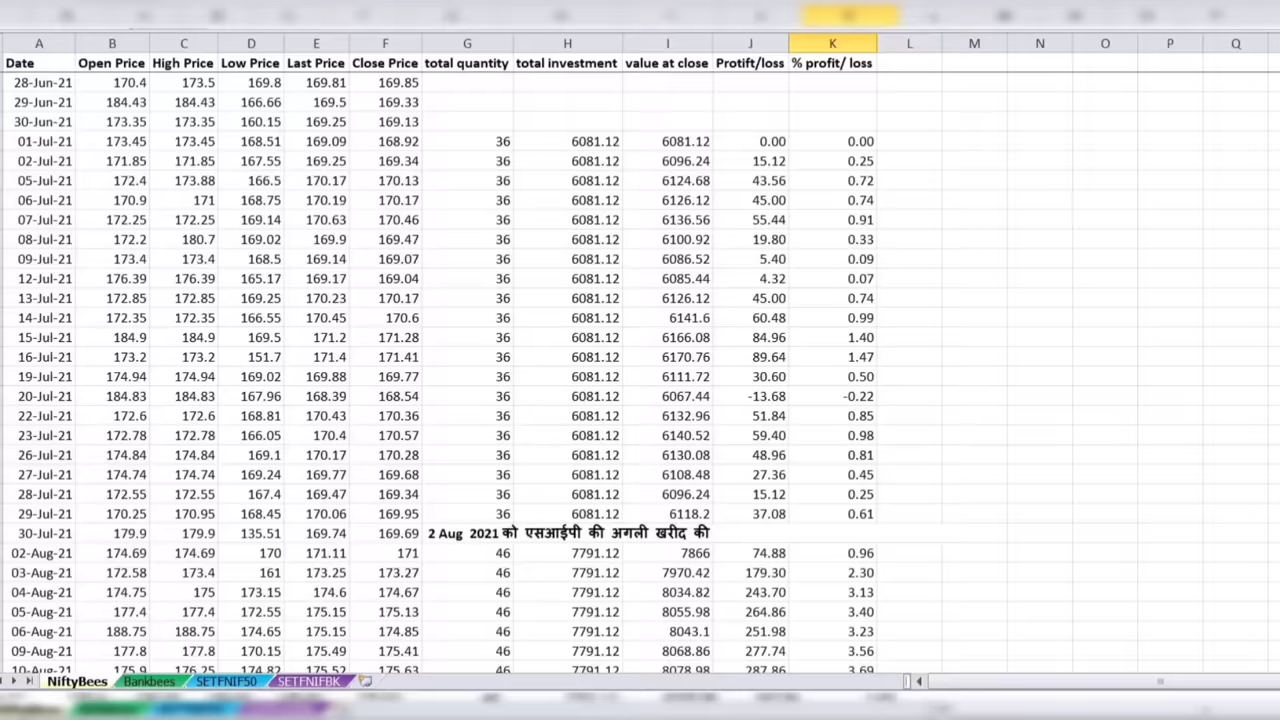 A B C D E F G H I J K L M N O P Q
Date Open Price High Price Low Price Last Price Close Price total quantity total investment value at close Protift/loss % profit/ loss
28-Jun-21 170.4 173.5 169.8 169.81 169.85
29-Jun-21 184.43 184.43 166.66 169.5 169.33
30-Jun-21 173.35 173.35 160.15 169.25 169.13
01-Jul-21 173.45 173.45 168.51 169.09 168.92 36 6081.12 6081.12 0.00 0.00
02-Jul-21 171.85 171.85 167.55 169.25 169.34 36 6081.12 6096.24 15.12 0.25
05-Jul-21 172.4 173.88 166.5 170.17 170.13 36 6081.12 6124.68 43.56 0.72
06-Jul-21 170.9 171 168.75 170.19 170.17 36 6081.12 6126.12 45.00 0.74
07-Jul-21 172.25 172.25 169.14 170.63 170.46 36 6081.12 6136.56 55.44 0.91
08-Jul-21 172.2 180.7 169.02 169.9 169.47 36 6081.12 6100.92 19.80 0.33
09-Jul-21 173.4 173.4 168.5 169.14 169.07 36 6081.12 6086.52 5.40 0.09
12-Jul-21 176.39 176.39 165.17 169.17 169.04 36 6081.12 6085.44 4.32 0.07
13-Jul-21 172.85 172.85 169.25 170.23 170.17 36 6081.12 6126.12 45.00 0.74
14-Jul-21 172.35 172.35 166.55 170.45 170.6 36 6081.12 6141.6 60.48 0.99
15-Jul-21 184.9 184.9 169.5 171.2 171.28 36 6081.12 6166.08 84.96 1.40
16-Jul-21 173.2 173.2 151.7 171.4 171.41 36 6081.12 6170.76 89.64 1.47
19-Jul-21 174.94 174.94 169.02 169.88 169.77 36 6081.12 6111.72 30.60 0.50
20-Jul-21 184.83 184.83 167.96 168.39 168.54 36 6081.12 6067.44 -13.68 -0.22
22-Jul-21 172.6 172.6 168.81 170.43 170.36 36 6081.12 6132.96 51.84 0.85
23-Jul-21 172.78 172.78 166.05 170.4 170.57 36 6081.12 6140.52 59.40 0.98
26-Jul-21 174.84 174.84 169.1 170.17 170.28 36 6081.12 6130.08 48.96 0.81
27-Jul-21 174.74 174.74 169.24 169.77 169.68 36 6081.12 6108.48 27.36 0.45
28-Jul-21 172.55 172.55 167.4 169.47 169.34 36 6081.12 6096.24 15.12 0.25
29-Jul-21 170.25 170.95 168.45 170.06 169.95 36 6081.12 6118.2 37.08 0.61
30-Jul-21 179.9 179.9 135.51 169.74 169.69 2 Aug 2021 को एसआईपी की अगली खरीद की
02-Aug-21 174.69 174.69 170 171.11 171 46 7791.12 7866 74.88 0.96
03-Aug-21 172.58 173.4 161 173.25 173.27 46 7791.12 7970.42 179.30 2.30
04-Aug-21 174.75 175 173.15 174.6 174.67 46 7791.12 8034.82 243.70 3.13
05-Aug-21 177.4 177.4 172.55 175.15 175.13 46 7791.12 8055.98 264.86 3.40
06-Aug-21 188.75 188.75 174.65 175.15 174.85 46 7791.12 8043.1 251.98 3.23
09-Aug-21 177.8 177.8 170.15 175.49 175.41 46 7791.12 8068.86 277.74 3.56
10-Aug-21 175.9 176.25 174.82 175.52 175.63 46 7791.12 8078.98 287.86 3.69
NiftyBees Bankbees SETFNIF50 SETFNIFBK